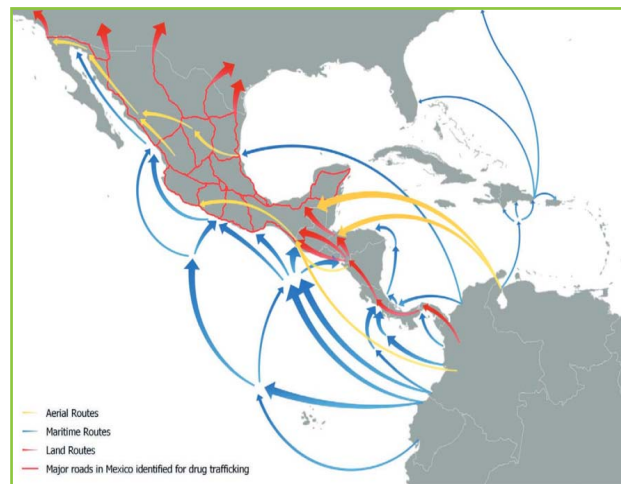 Aerial Routes
Maritime Routes
Land Routes
Major roads in Mexico identified for drug trafficking